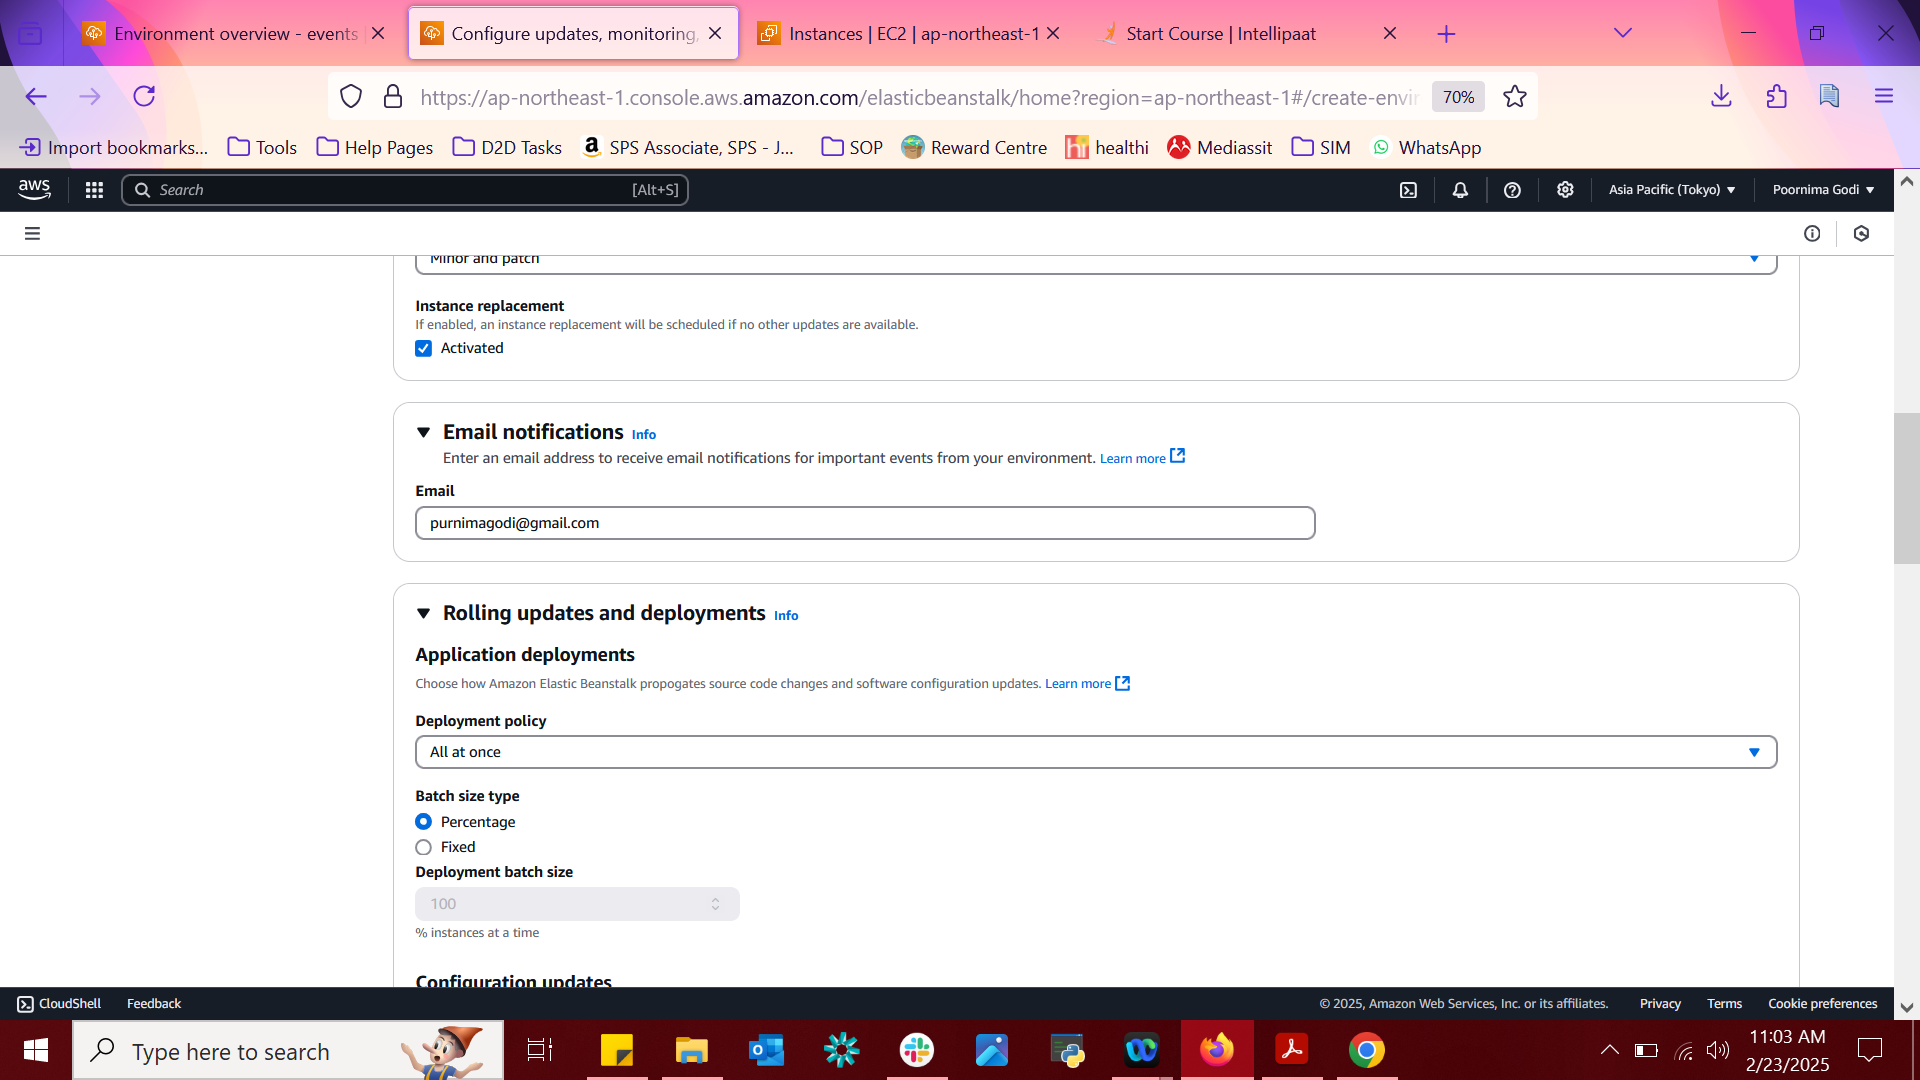 Environment overview - events
Configure updates, monitoring,
Instances | EC2 | ap-northeast-1
Start Course | Intellipaat
https://ap-northeast-1.console.aws.amazon.com/elasticbeanstalk/home?region=ap-northeast-1#/create-envir
70%
Import bookmarks...
Tools
Help Pages
D2D Tasks
SPS Associate, SPS - J...
SOP
Reward Centre
healthi
Mediassit
SIM
WhatsApp
aws
Search
[Alt+S]
Asia Pacific (Tokyo)
Poornima Godi
Minor and patch
Instance replacement
If enabled, an instance replacement will be scheduled if no other updates are available.
Activated
Email notifications Info
Enter an email address to receive email notifications for important events from your environment. Learn more
Email
purnimagodi@gmail.com
Rolling updates and deployments Info
Application deployments
Choose how Amazon Elastic Beanstalk propogates source code changes and software configuration updates. Learn more
Deployment policy
All at once
Batch size type
Percentage
Fixed
Deployment batch size
100
% instances at a time
Configuration updates
CloudShell
Feedback
© 2025, Amazon Web Services, Inc. or its affiliates.
Privacy
Terms
Cookie preferences
Type here to search
11:03 AM
2/23/2025